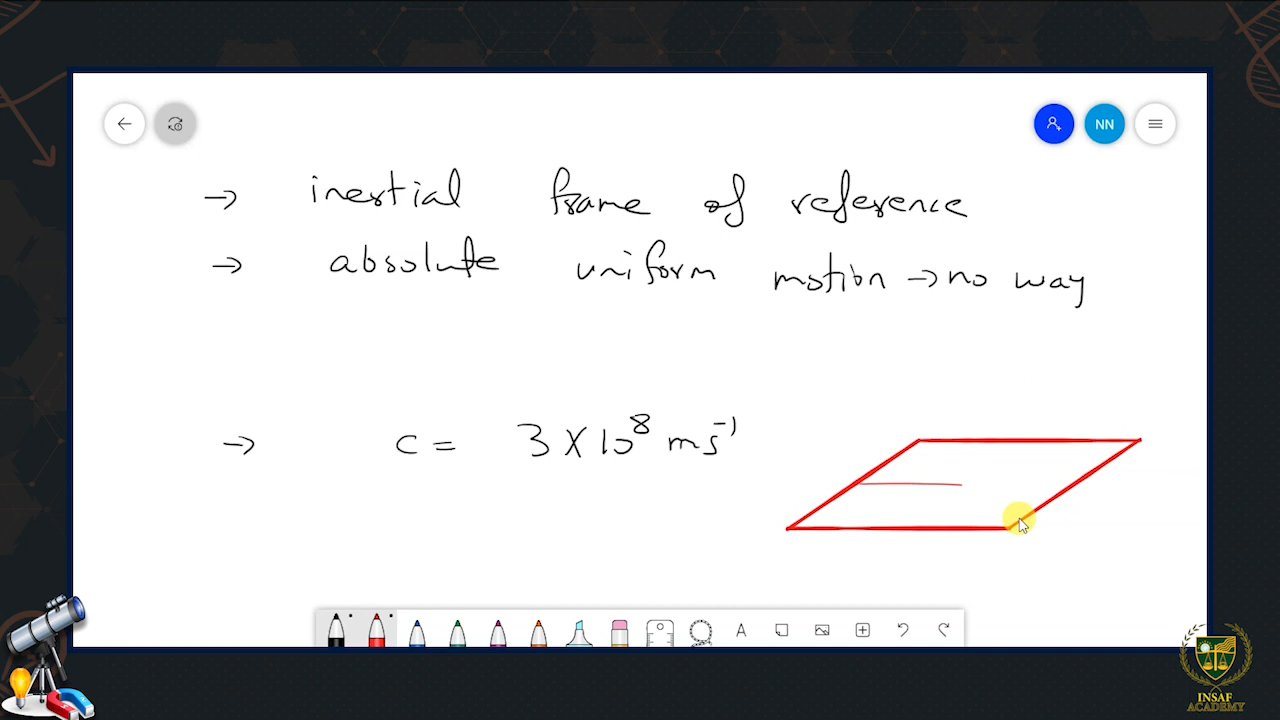 NN
→ inertial frame of reference
→ absolute uniform motion → no way
→ c = 3 × 10⁸ ms⁻¹
A
INSAF
ACADEMY